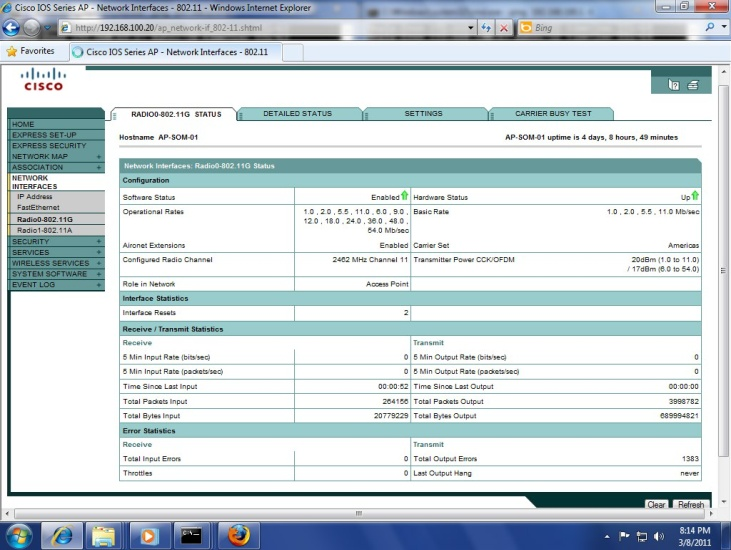 Cisco IOS Series AP - Network Interfaces - 802.11 - Windows Internet Explorer
http://192.168.100.20/ap_network-if_802-11.shtml
Bing
Favorites
Cisco IOS Series AP - Network Interfaces - 802.11
CISCO
RADIO0-802.11G STATUS
DETAILED STATUS
SETTINGS
CARRIER BUSY TEST
HOME
EXPRESS SET-UP
EXPRESS SECURITY
NETWORK MAP +
ASSOCIATION +
NETWORK
INTERFACES
IP Address
FastEthernet
Radio0-802.11G
Radio1-802.11A
SECURITY +
SERVICES +
WIRELESS SERVICES +
SYSTEM SOFTWARE +
EVENT LOG +
Hostname AP-SOM-01
AP-SOM-01 uptime is 4 days, 8 hours, 49 minutes
Network Interfaces: Radio0-802.11G Status
Configuration
Software Status Enabled Hardware Status Up
Operational Rates 1.0 , 2.0 , 5.5 , 11.0 , 6.0 , 9.0 , Basic Rate 1.0 , 2.0 , 5.5 , 11.0 Mb/sec
12.0 , 18.0 , 24.0 , 36.0 , 48.0 ,
54.0 Mb/sec
Aironet Extensions Enabled Carrier Set Americas
Configured Radio Channel 2462 MHz Channel 11 Transmitter Power CCK/OFDM 20dBm (1.0 to 11.0)
/ 17dBm (6.0 to 54.0)
Role in Network Access Point
Interface Statistics
Interface Resets 2
Receive / Transmit Statistics
Receive Transmit
5 Min Input Rate (bits/sec) 0 5 Min Output Rate (bits/sec) 0
5 Min Input Rate (packets/sec) 0 5 Min Output Rate (packets/sec) 0
Time Since Last Input 00:00:52 Time Since Last Output 00:00:00
Total Packets Input 264156 Total Packets Output 3998782
Total Bytes Input 20779229 Total Bytes Output 689994821
Error Statistics
Receive Transmit
Total Input Errors 0 Total Output Errors 1383
Throttles 0 Last Output Hang never
Clear Refresh
8:14 PM
3/8/2011